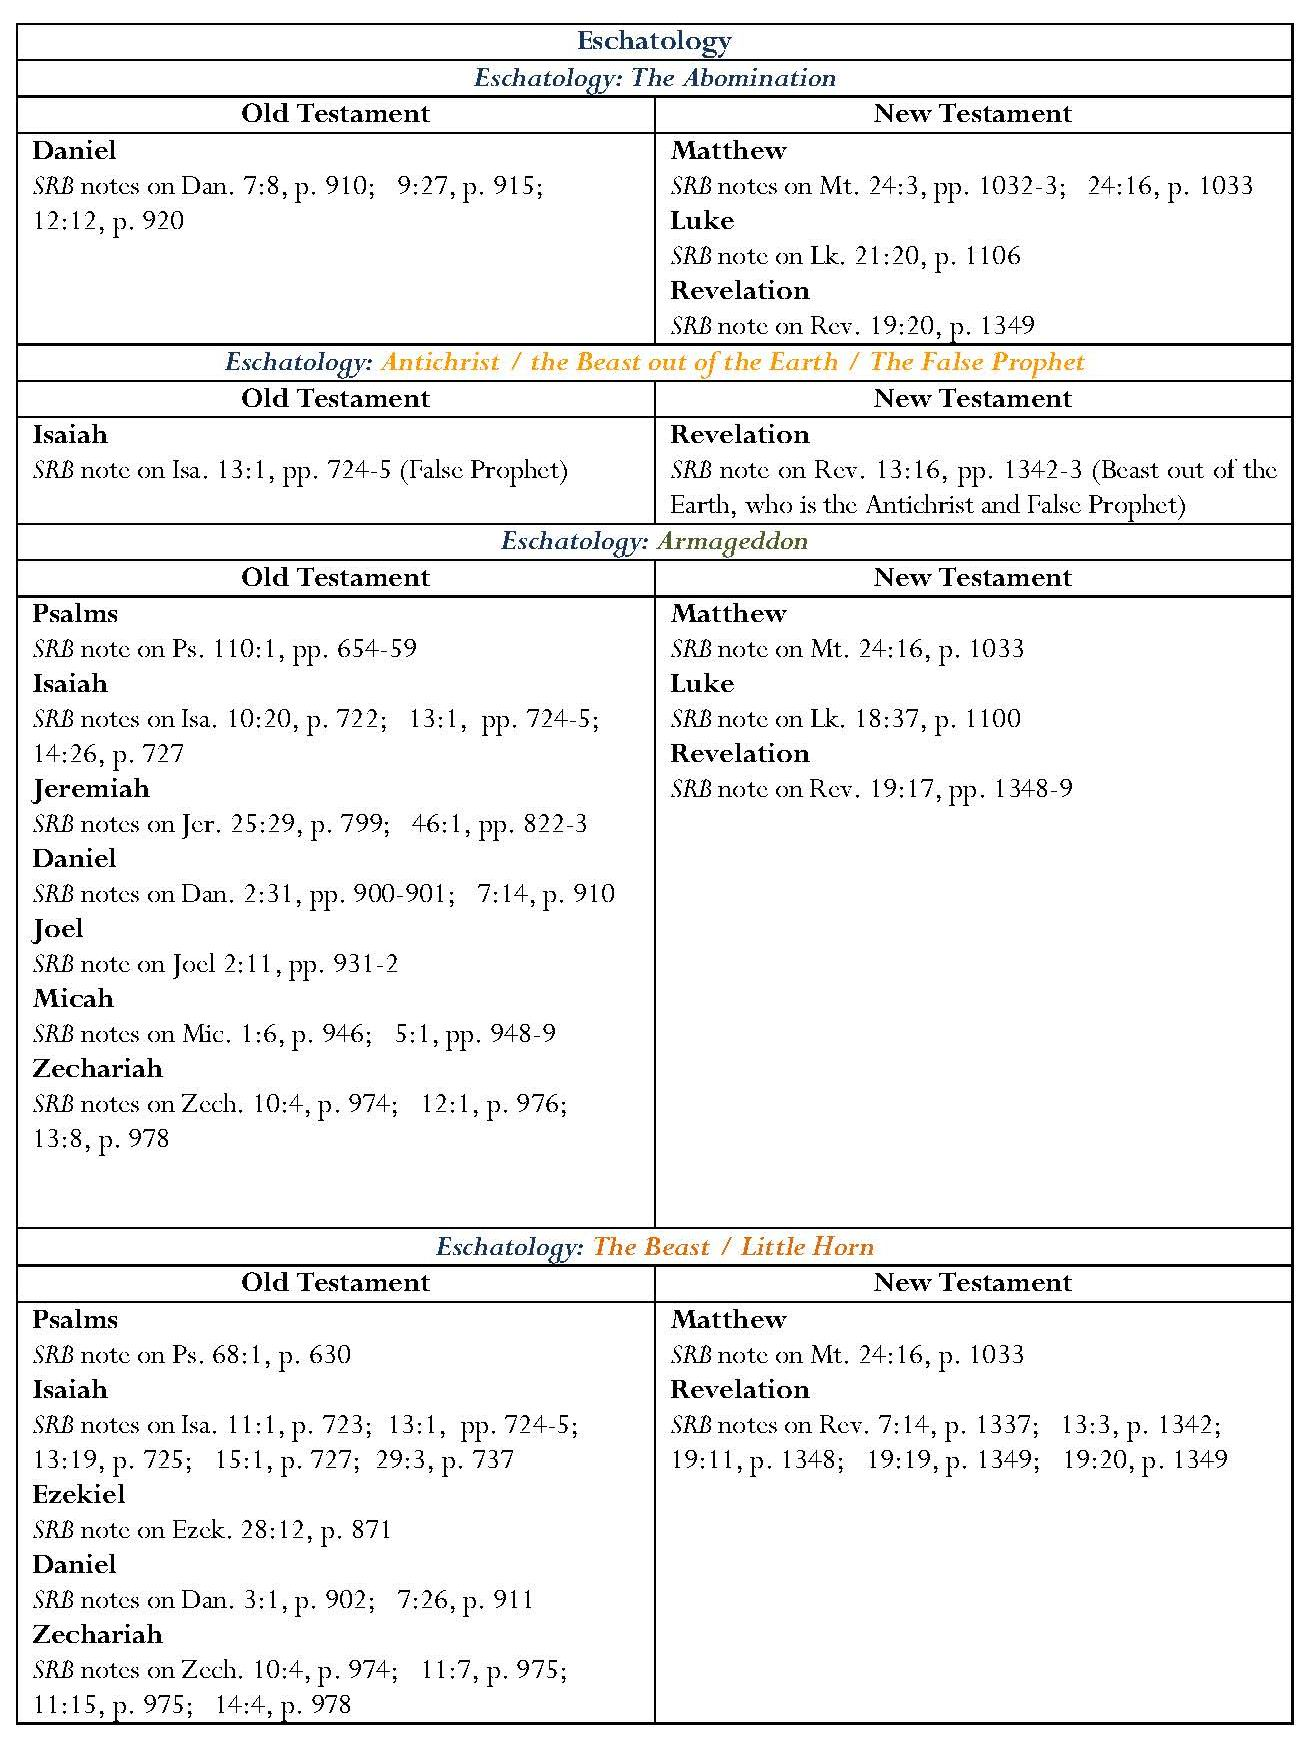 Eschatology
Eschatology: The Abomination
Old Testament
New Testament
Daniel
SRB notes on Dan. 7:8, p. 910; 9:27, p. 915;
12:12, p. 920
Matthew
SRB notes on Mt. 24:3, pp. 1032-3; 24:16, p. 1033
Luke
SRB note on Lk. 21:20, p. 1106
Revelation
SRB note on Rev. 19:20, p. 1349
Eschatology: Antichrist / the Beast out of the Earth / The False Prophet
Old Testament
New Testament
Isaiah
SRB note on Isa. 13:1, pp. 724-5 (False Prophet)
Revelation
SRB note on Rev. 13:16, pp. 1342-3 (Beast out of the
Earth, who is the Antichrist and False Prophet)
Eschatology: Armageddon
Old Testament
New Testament
Psalms
SRB note on Ps. 110:1, pp. 654-59
Isaiah
SRB notes on Isa. 10:20, p. 722; 13:1, pp. 724-5;
14:26, p. 727
Jeremiah
SRB notes on Jer. 25:29, p. 799; 46:1, pp. 822-3
Daniel
SRB notes on Dan. 2:31, pp. 900-901; 7:14, p. 910
Joel
SRB note on Joel 2:11, pp. 931-2
Micah
SRB notes on Mic. 1:6, p. 946; 5:1, pp. 948-9
Zechariah
SRB notes on Zech. 10:4, p. 974; 12:1, p. 976;
13:8, p. 978
Matthew
SRB note on Mt. 24:16, p. 1033
Luke
SRB note on Lk. 18:37, p. 1100
Revelation
SRB note on Rev. 19:17, pp. 1348-9
Eschatology: The Beast / Little Horn
Old Testament
New Testament
Psalms
SRB note on Ps. 68:1, p. 630
Isaiah
SRB notes on Isa. 11:1, p. 723; 13:1, pp. 724-5;
13:19, p. 725; 15:1, p. 727; 29:3, p. 737
Ezekiel
SRB note on Ezek. 28:12, p. 871
Daniel
SRB notes on Dan. 3:1, p. 902; 7:26, p. 911
Zechariah
SRB notes on Zech. 10:4, p. 974; 11:7, p. 975;
11:15, p. 975; 14:4, p. 978
Matthew
SRB note on Mt. 24:16, p. 1033
Revelation
SRB notes on Rev. 7:14, p. 1337; 13:3, p. 1342;
19:11, p. 1348; 19:19, p. 1349; 19:20, p. 1349